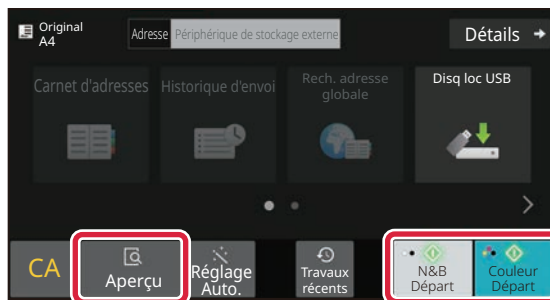 Original
A4
Adresse
Périphérique de stockage externe
Détails
Carnet d'adresses
Historique d'envoi
Rech. adresse
globale
Disq loc USB
CA
Aperçu
Réglage
Auto.
Travaux
récents
N&B
Départ
Couleur
Départ